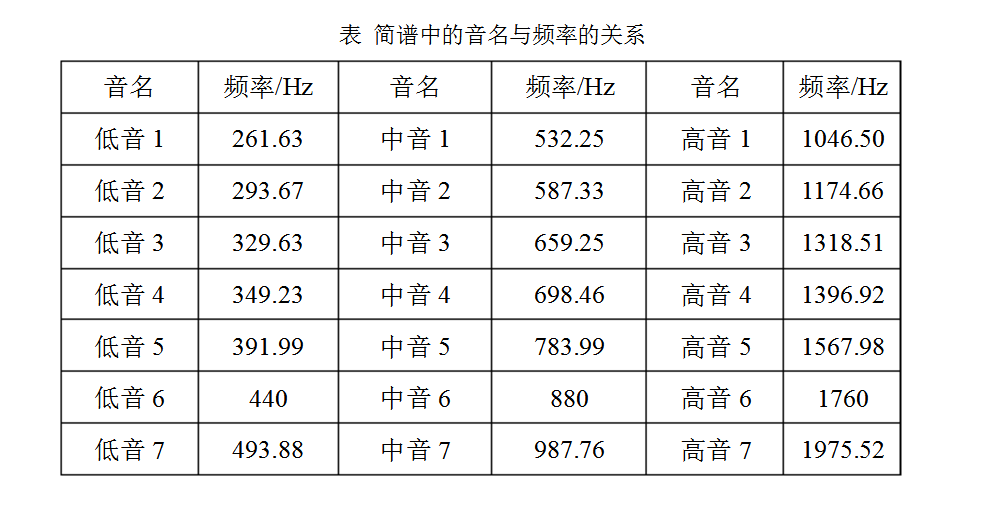 表 简谱中的音名与频率的关系
音名 频率/Hz 音名 频率/Hz 音名 频率/Hz
低音 1 261.63 中音 1 532.25 高音 1 1046.50
低音 2 293.67 中音 2 587.33 高音 2 1174.66
低音 3 329.63 中音 3 659.25 高音 3 1318.51
低音 4 349.23 中音 4 698.46 高音 4 1396.92
低音 5 391.99 中音 5 783.99 高音 5 1567.98
低音 6 440 中音 6 880 高音 6 1760
低音 7 493.88 中音 7 987.76 高音 7 1975.52